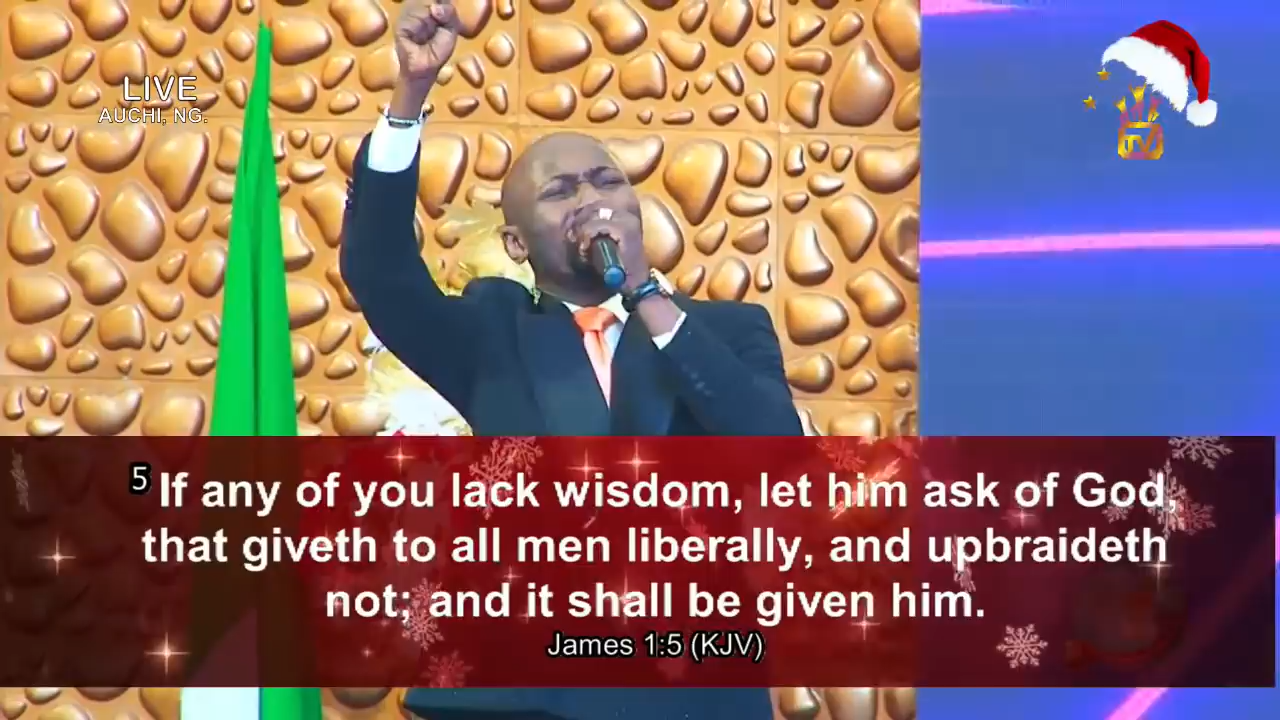 LIVE
AUCHI, NG.
TV
5 If any of you lack wisdom, let him ask of God,
that giveth to all men liberally, and upbraideth
not; and it shall be given him.
James 1:5 (KJV)